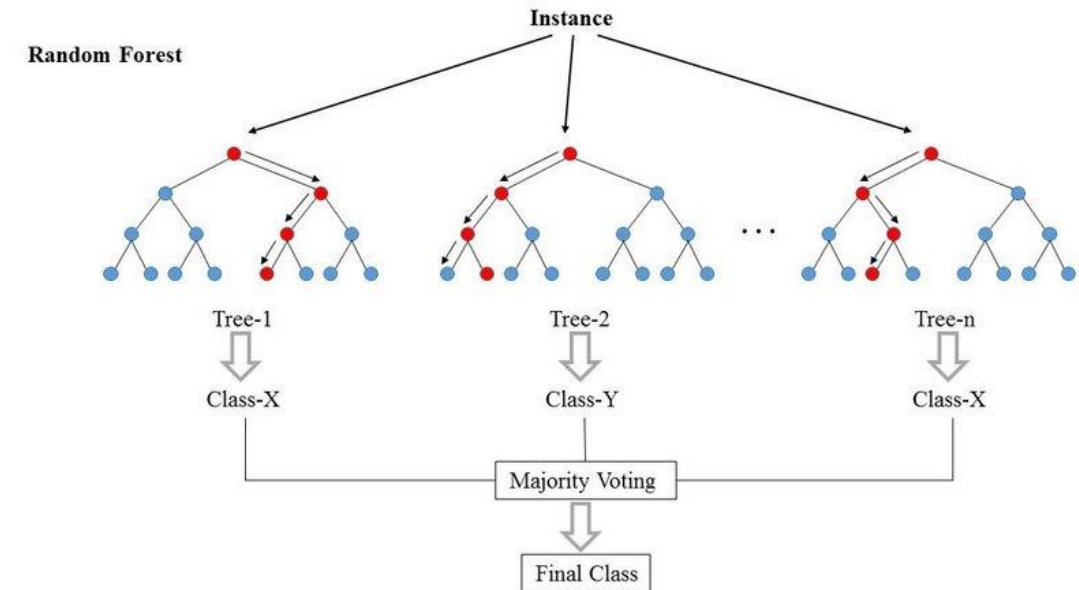 Instance
Random Forest
. . .
Tree-1
Tree-2
Tree-n
Class-X
Class-Y
Class-X
Majority Voting
Final Class